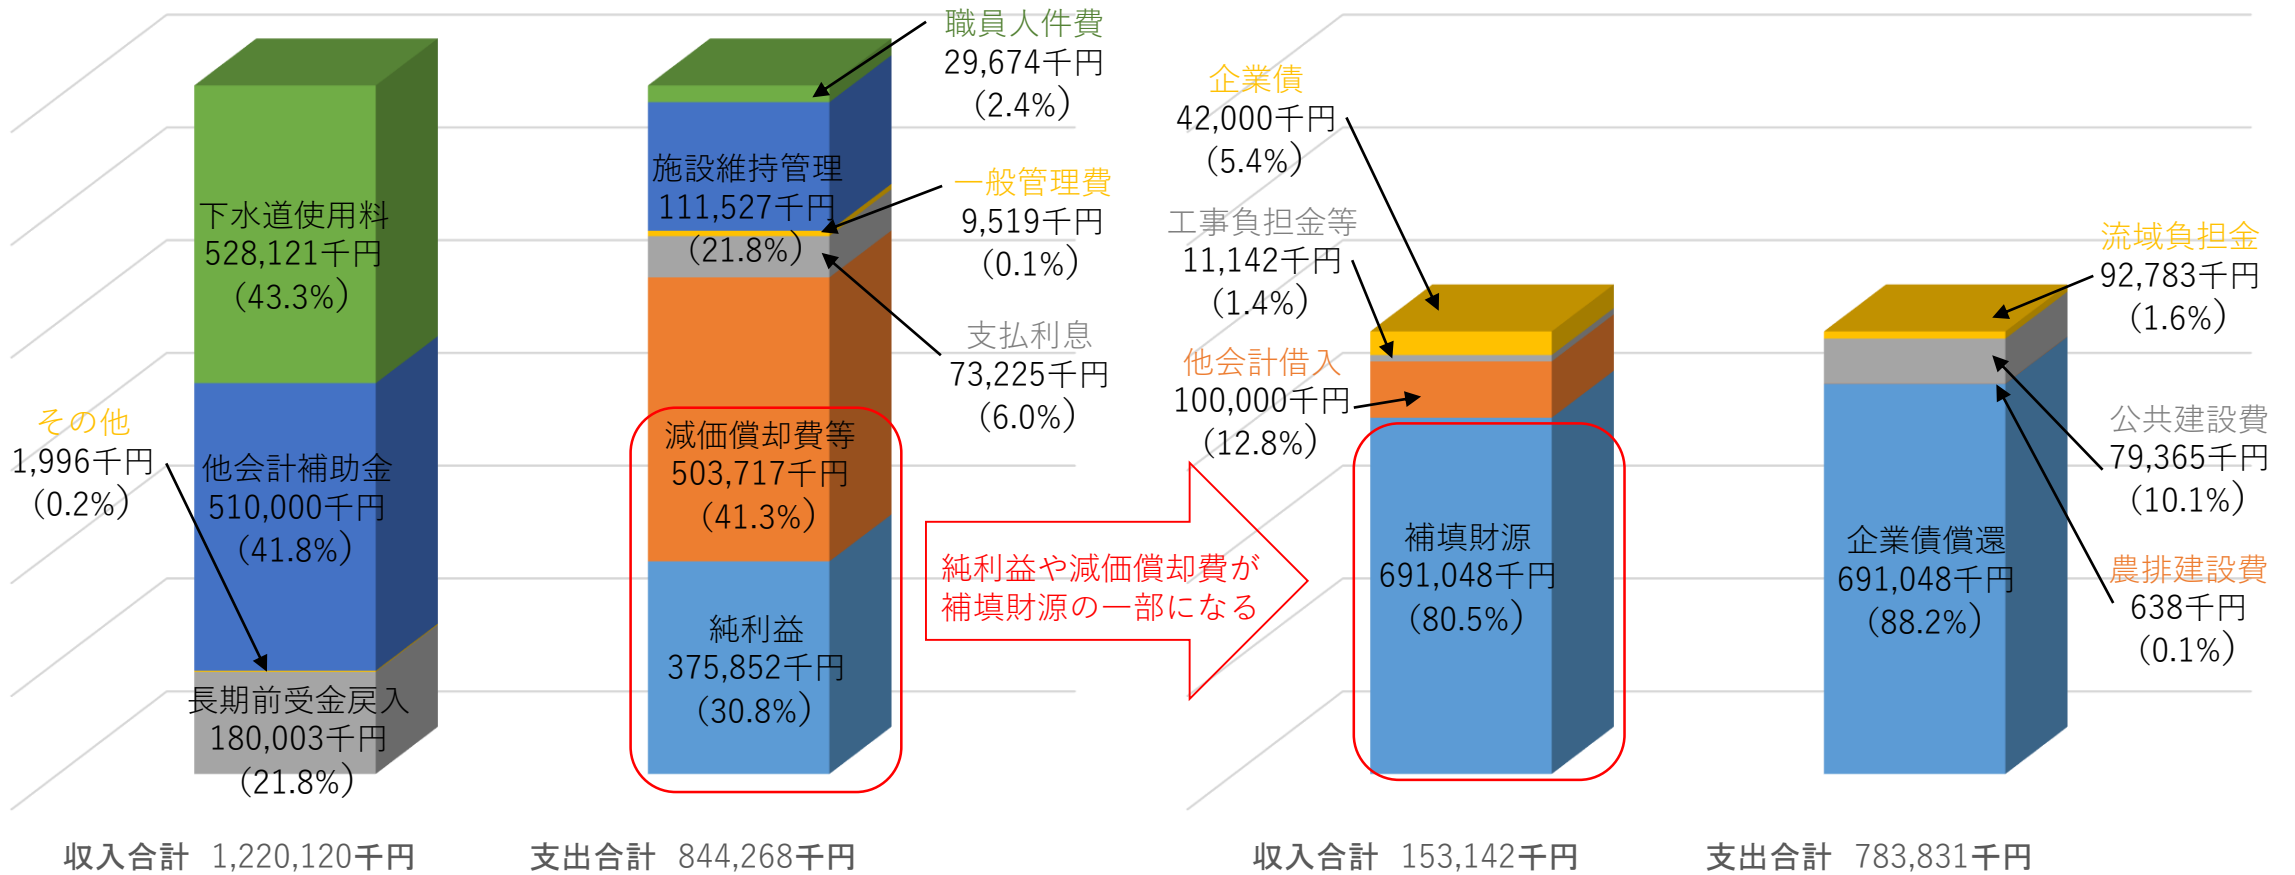 下水道使用料
528,121千円
(43.3%)
その他
1,996千円
(0.2%)
他会計補助金
510,000千円
(41.8%)
長期前受金戻入
180,003千円
(21.8%)
職員人件費
29,674千円
(2.4%)
施設維持管理
111,527千円
(21.8%)
一般管理費
9,519千円
(0.1%)
支払利息
73,225千円
(6.0%)
減価償却費等
503,717千円
(41.3%)
純利益
375,852千円
(30.8%)
純利益や減価償却費が
補填財源の一部になる
企業債
42,000千円
(5.4%)
工事負担金等
11,142千円
(1.4%)
他会計借入
100,000千円
(12.8%)
補填財源
691,048千円
(80.5%)
流域負担金
92,783千円
(1.6%)
公共建設費
79,365千円
(10.1%)
企業債償還
691,048千円
(88.2%)
農排建設費
638千円
(0.1%)
収入合計 1,220,120千円
支出合計 844,268千円
収入合計 153,142千円
支出合計 783,831千円